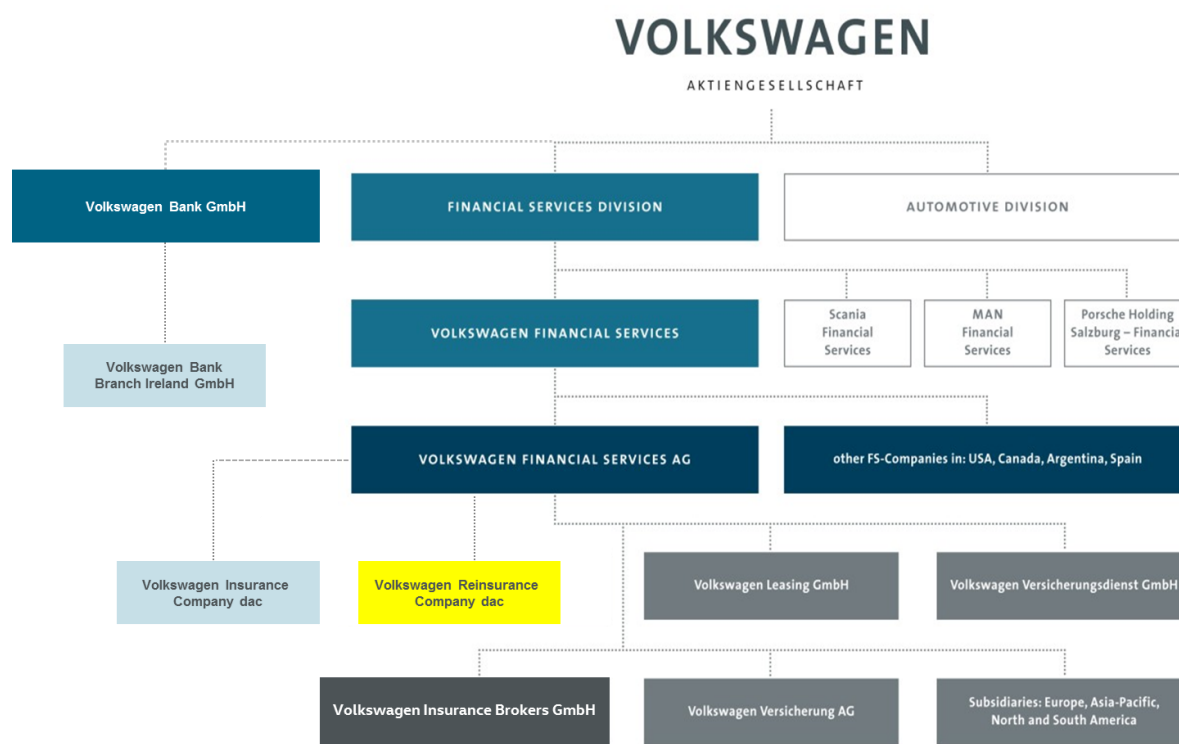 VOLKSWAGEN
AKTIENGESELLSCHAFT
Volkswagen Bank GmbH
FINANCIAL SERVICES DIVISION
AUTOMOTIVE DIVISION
VOLKSWAGEN FINANCIAL SERVICES
Scania
Financial
Services
MAN
Financial
Services
Porsche Holding
Salzburg – Financia
Services
Volkswagen Bank
Branch Ireland GmbH
VOLKSWAGEN FINANCIAL SERVICES AG
other FS-Companies in: USA, Canada, Argentina, Spain
Volkswagen Insurance
Company dac
Volkswagen Reinsurance
Company dac
Volkswagen Leasing GmbH
Volkswagen Versicherungsdienst GmbH
Volkswagen Insurance Brokers GmbH
Volkswagen Versicherung AG
Subsidiaries: Europe, Asia-Pacific,
North and South America